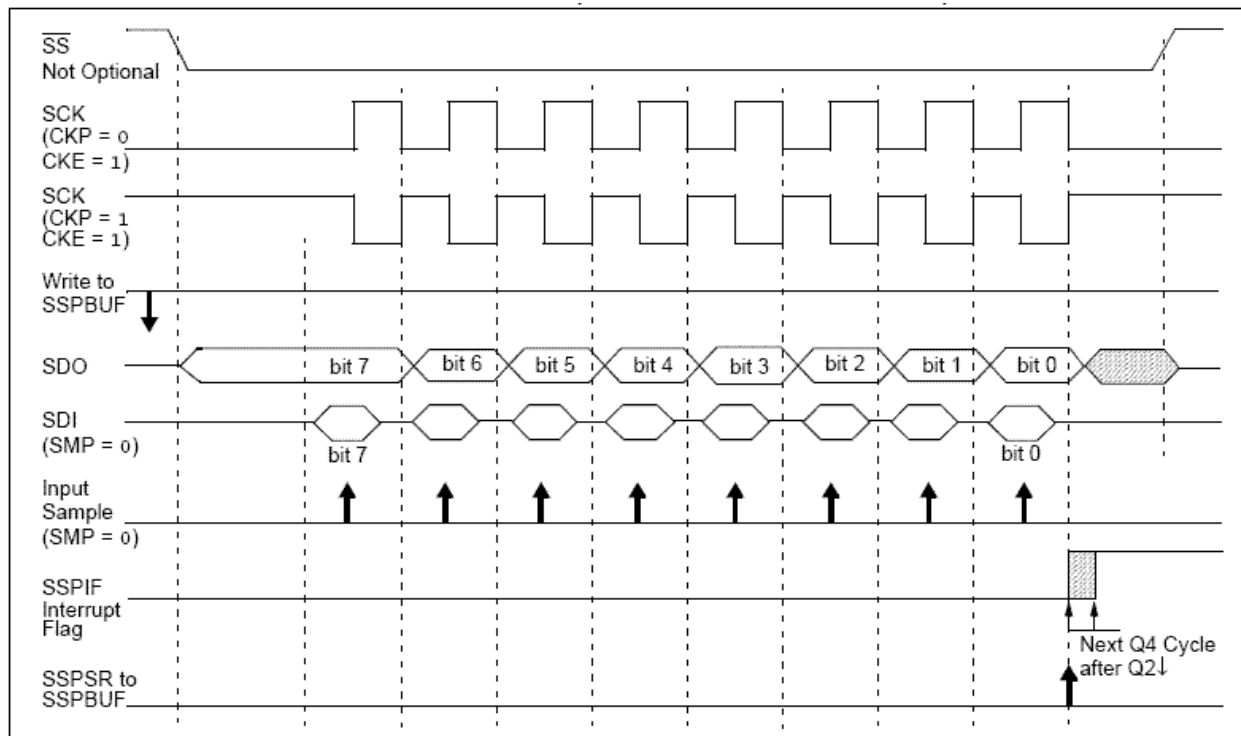 SS
Not Optional
SCK
(CKP = 0
CKE = 1)
SCK
(CKP = 1
CKE = 1)
Write to
SSPBUF
SDO
bit 7
bit 6
bit 5
bit 4
bit 3
bit 2
bit 1
bit 0
SDI
(SMP = 0)
bit 7
bit 0
Input
Sample
(SMP = 0)
SSPIF
Interrupt
Flag
Next Q4 Cycle
after Q2↓
SSPSR to
SSPBUF